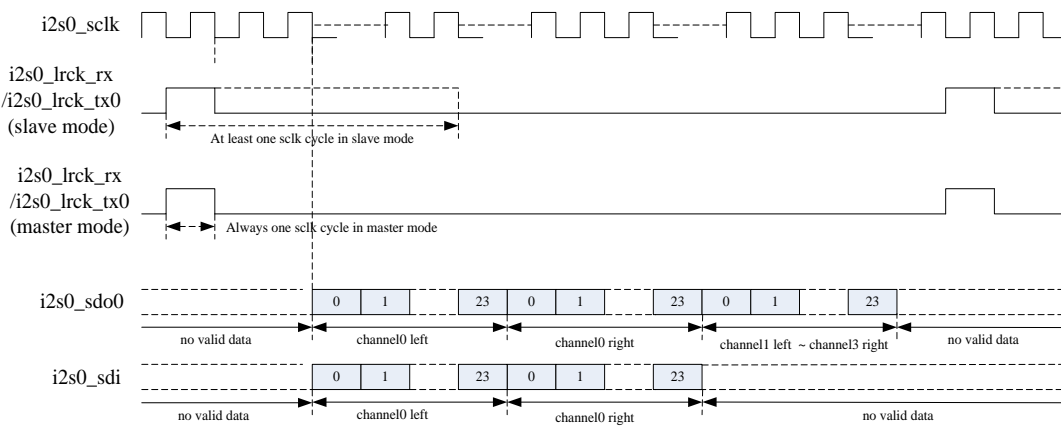 i2s0_sclk
i2s0_lrck_rx
/i2s0_lrck_tx0
(slave mode)
At least one sclk cycle in slave mode
i2s0_lrck_rx
/i2s0_lrck_tx0
(master mode)
Always one sclk cycle in master mode
i2s0_sdo0
0 1 23 0 1 23 0 1 23
no valid data channel0 left channel0 right channel1 left ~ channel3 right no valid data
i2s0_sdi
0 1 23 0 1 23
no valid data channel0 left channel0 right no valid data